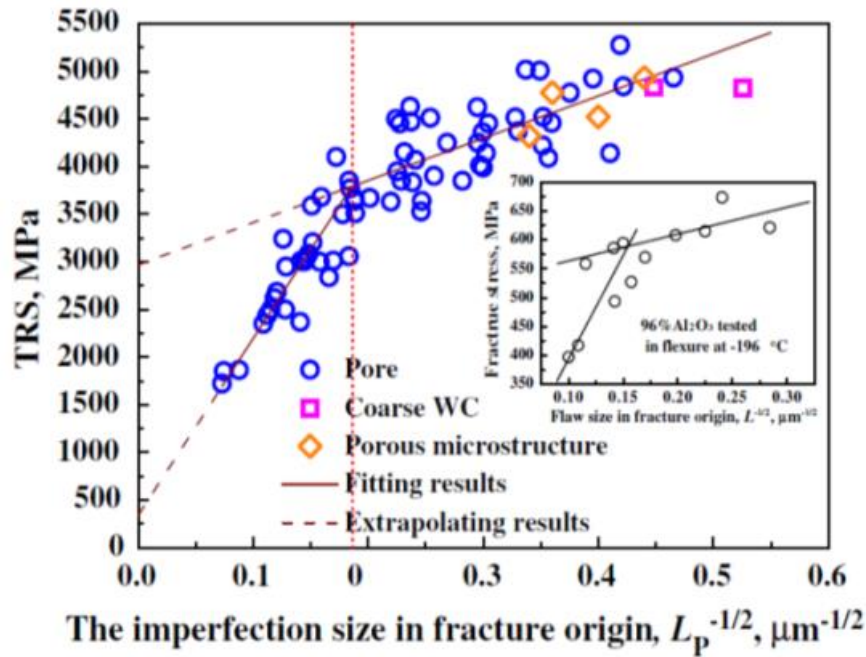 5500
5000
4500
4000
3500
3000
2500
2000
1500
1000
500
0
TRS, MPa
Pore
Coarse WC
Porous microstructure
Fitting results
Extrapolating results
0.0 0.1 0 0.3 0.4 0.5 0.6
The imperfection size in fracture origin, Lₚ⁻¹/², μm⁻¹/²
700
650
600
550
500
450
400
350
Fractruc stress, MPa
96%Al₂O₃ tested
in flexure at -196 °C
0.10 0.15 0.20 0.25 0.30
Flaw size in fracture origin, L⁻¹/², μm⁻¹/²